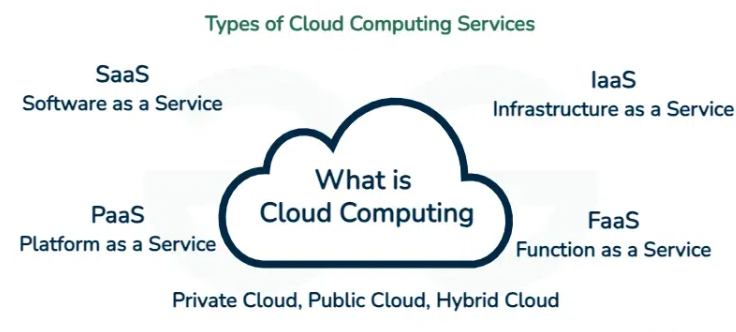 Types of Cloud Computing Services
SaaS
Software as a Service
IaaS
Infrastructure as a Service
What is
Cloud Computing
PaaS
Platform as a Service
FaaS
Function as a Service
Private Cloud, Public Cloud, Hybrid Cloud